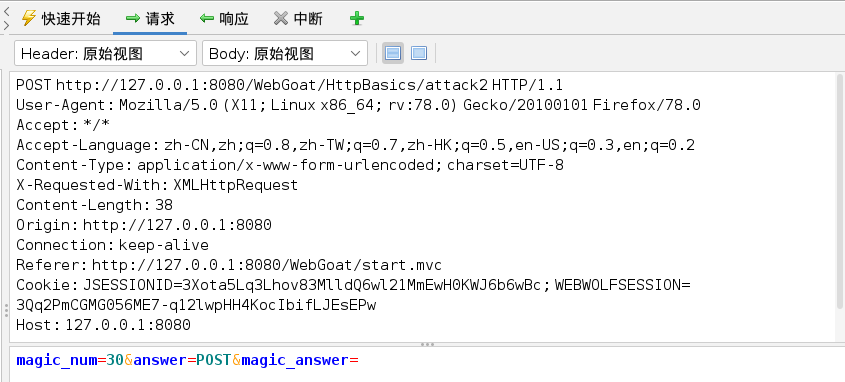 快速开始 请求 响应 中断
Header: 原始视图 Body: 原始视图
POST http://127.0.0.1:8080/WebGoat/HttpBasics/attack2 HTTP/1.1
User-Agent: Mozilla/5.0 (X11; Linux x86_64; rv:78.0) Gecko/20100101 Firefox/78.0
Accept: */*
Accept-Language: zh-CN,zh;q=0.8,zh-TW;q=0.7,zh-HK;q=0.5,en-US;q=0.3,en;q=0.2
Content-Type: application/x-www-form-urlencoded; charset=UTF-8
X-Requested-With: XMLHttpRequest
Content-Length: 38
Origin: http://127.0.0.1:8080
Connection: keep-alive
Referer: http://127.0.0.1:8080/WebGoat/start.mvc
Cookie: JSESSIONID=3Xota5Lq3Lhov83MlldQ6wl21MmEwH0KWJ6b6wBc; WEBWOLFSESSION=
3Qq2PmCGMG056ME7-q12lwpHH4KocIbifLJEsEPw
Host: 127.0.0.1:8080
magic_num=30&answer=POST&magic_answer=